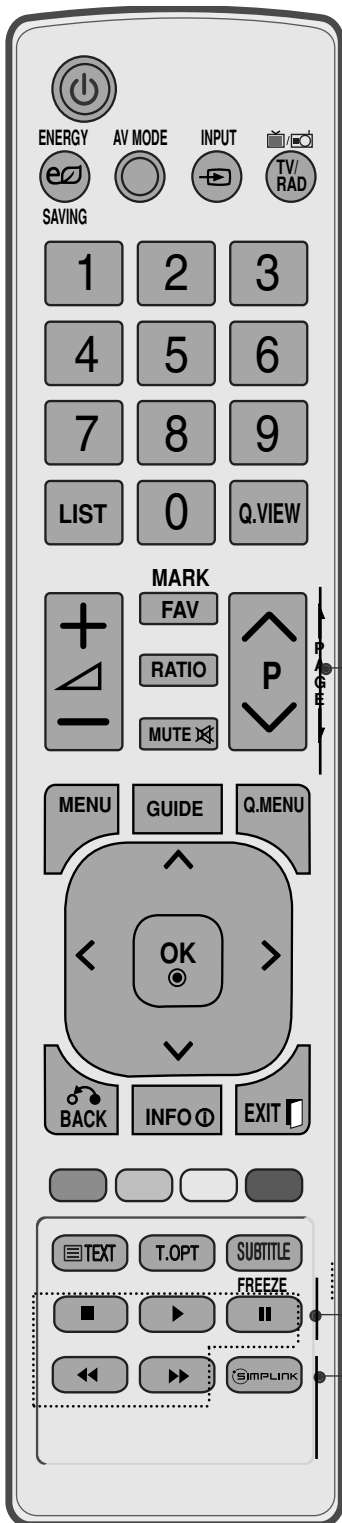 ENERGY AV MODE INPUT
TV/
RAD
SAVING
1 2 3
4 5 6
7 8 9
LIST 0 Q.VIEW
MARK
FAV
RATIO
P
MUTE
PAGE
MENU GUIDE Q.MENU
OK
BACK INFO EXIT
TEXT T.OPT SUBTITLE
FREEZE
SIMPLINK